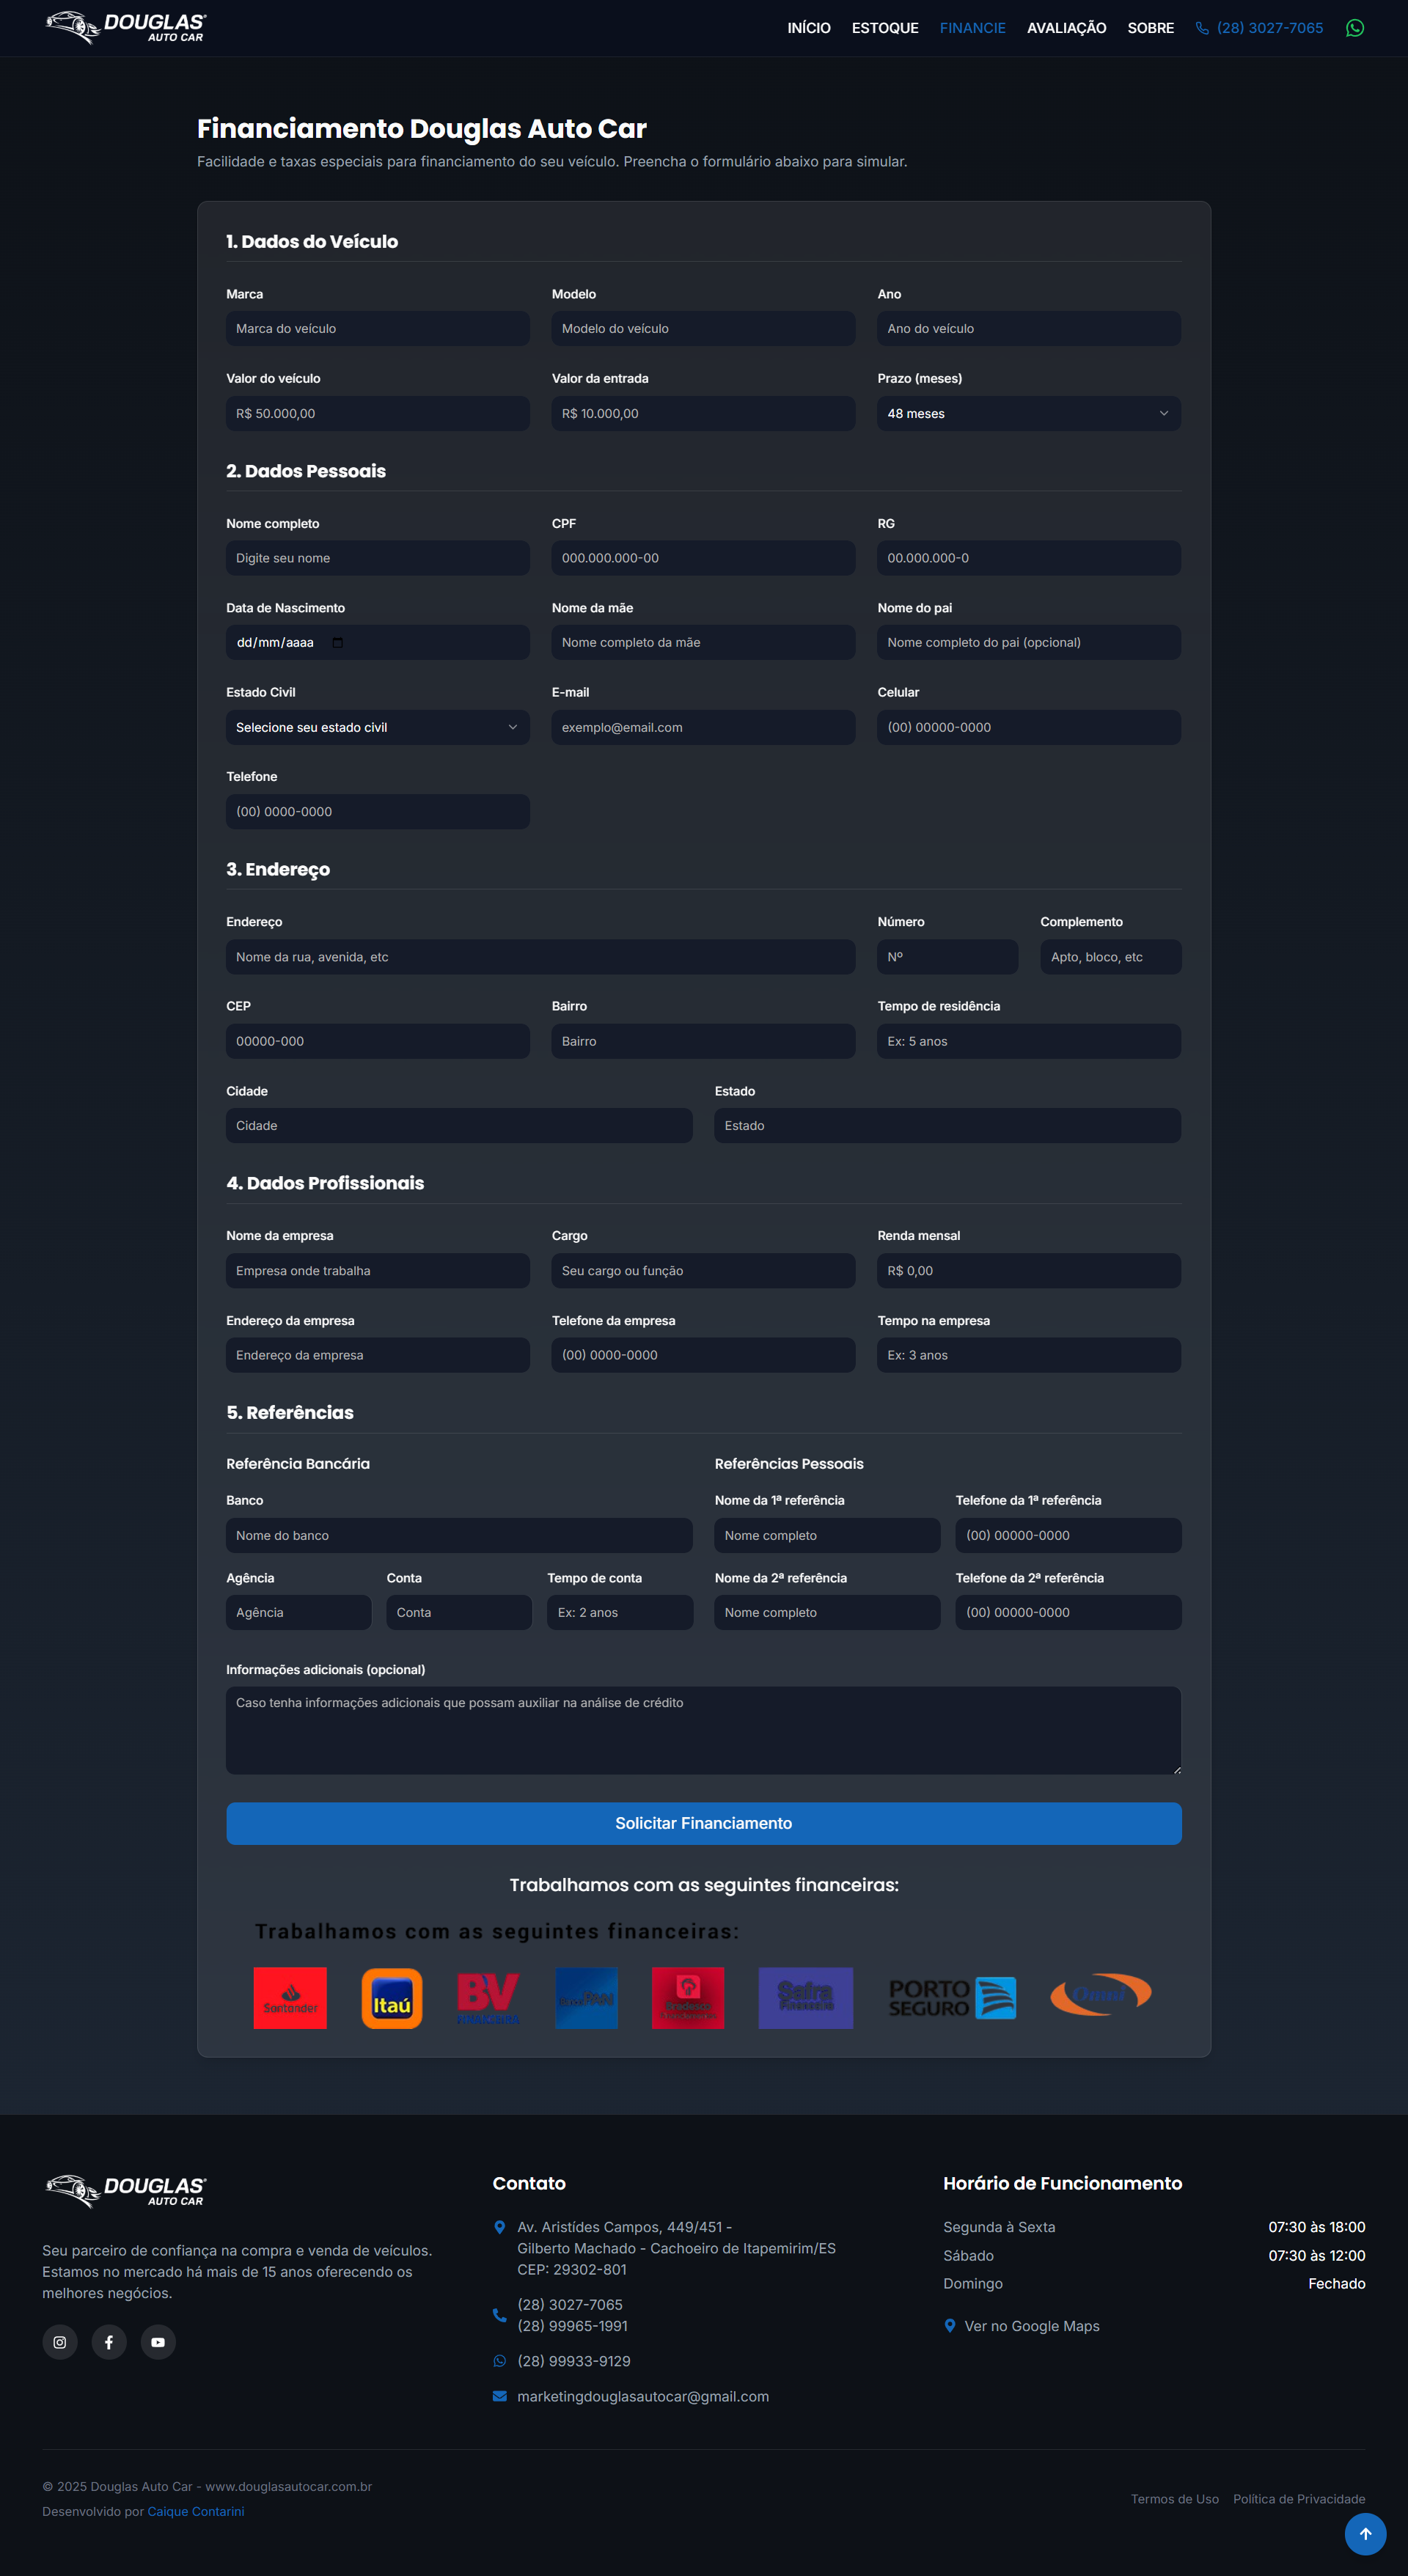 DOUGLAS®
AUTO CAR
INÍCIO ESTOQUE FINANCIE AVALIAÇÃO SOBRE (28) 3027-7065
Financiamento Douglas Auto Car
Facilidade e taxas especiais para financiamento do seu veículo. Preencha o formulário abaixo para simular.
1. Dados do Veículo
Marca Modelo Ano
Marca do veículo Modelo do veículo Ano do veículo
Valor do veículo Valor da entrada Prazo (meses)
R$ 50.000,00 R$ 10.000,00 48 meses
2. Dados Pessoais
Nome completo CPF RG
Digite seu nome 000.000.000-00 00.000.000-0
Data de Nascimento Nome da mãe Nome do pai
dd/mm/aaaa Nome completo da mãe Nome completo do pai (opcional)
Estado Civil E-mail Celular
Selecione seu estado civil exemplo@email.com (00) 00000-0000
Telefone
(00) 0000-0000
3. Endereço
Endereço Número Complemento
Nome da rua, avenida, etc Nº Apto, bloco, etc
CEP Bairro Tempo de residência
00000-000 Bairro Ex: 5 anos
Cidade Estado
Cidade Estado
4. Dados Profissionais
Nome da empresa Cargo Renda mensal
Empresa onde trabalha Seu cargo ou função R$ 0,00
Endereço da empresa Telefone da empresa Tempo na empresa
Endereço da empresa (00) 0000-0000 Ex: 3 anos
5. Referências
Referência Bancária Referências Pessoais
Banco Nome da 1ª referência Telefone da 1ª referência
Nome do banco Nome completo (00) 00000-0000
Agência Conta Tempo de conta Nome da 2ª referência Telefone da 2ª referência
Agência Conta Ex: 2 anos Nome completo (00) 00000-0000
Informações adicionais (opcional)
Caso tenha informações adicionais que possam auxiliar na análise de crédito
Solicitar Financiamento
Trabalhamos com as seguintes financeiras:
Trabalhamos com as seguintes financeiras:
Santander Itaú BV FINANCEIRA PAN Bradesco Financiamentos Safra Financeira PORTO SEGURO Omni
DOUGLAS®
AUTO CAR
Seu parceiro de confiança na compra e venda de veículos.
Estamos no mercado há mais de 15 anos oferecendo os
melhores negócios.
Contato
Av. Aristídes Campos, 449/451 -
Gilberto Machado - Cachoeiro de Itapemirim/ES
CEP: 29302-801
(28) 3027-7065
(28) 99965-1991
(28) 99933-9129
marketingdouglasautocar@gmail.com
Horário de Funcionamento
Segunda à Sexta 07:30 às 18:00
Sábado 07:30 às 12:00
Domingo Fechado
Ver no Google Maps
© 2025 Douglas Auto Car - www.douglasautocar.com.br
Desenvolvido por Caique Contarini
Termos de Uso Política de Privacidade